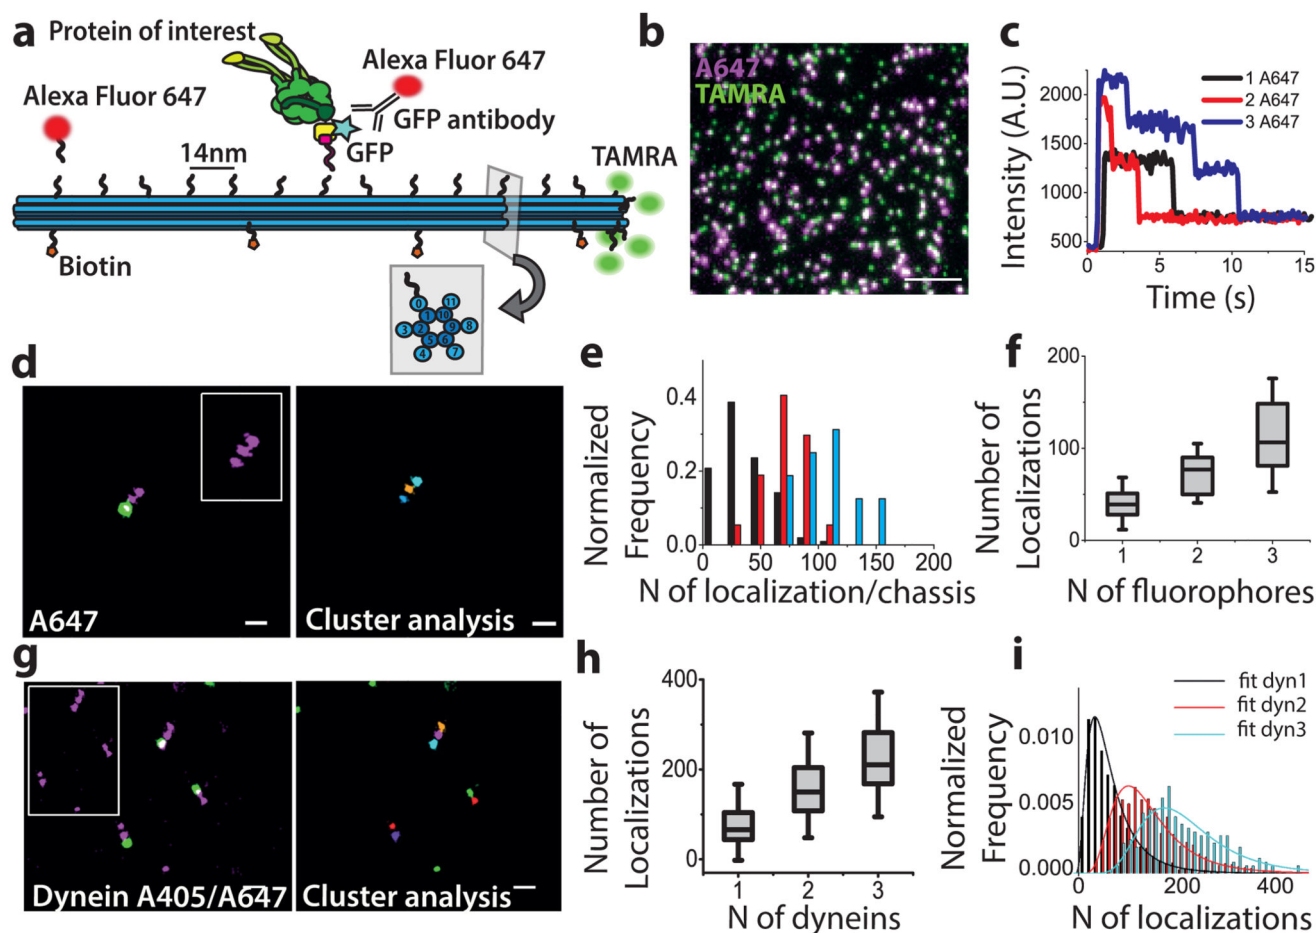 a
Protein of interest
Alexa Fluor 647
Alexa Fluor 647
GFP antibody
GFP
14nm
TAMRA
Biotin
0
11
1
10
3
2
9
8
5
6
4
7
b
A647
TAMRA
c
Intensity (A.U.)
2000
1500
1000
500
1 A647
2 A647
3 A647
0
5
10
15
Time (s)
d
A647
Cluster analysis
e
Normalized
Frequency
0.4
0.2
0.0
0
50
100
150
200
N of localization/chassis
f
Number of
Localizations
200
100
0
1
2
3
N of fluorophores
g
Dynein A405/A647
Cluster analysis
h
Number of
Localizations
400
200
0
1
2
3
N of dyneins
i
Normalized
Frequency
fit dyn1
fit dyn2
fit dyn3
0.010
0.005
0.000
0
200
400
N of localizations